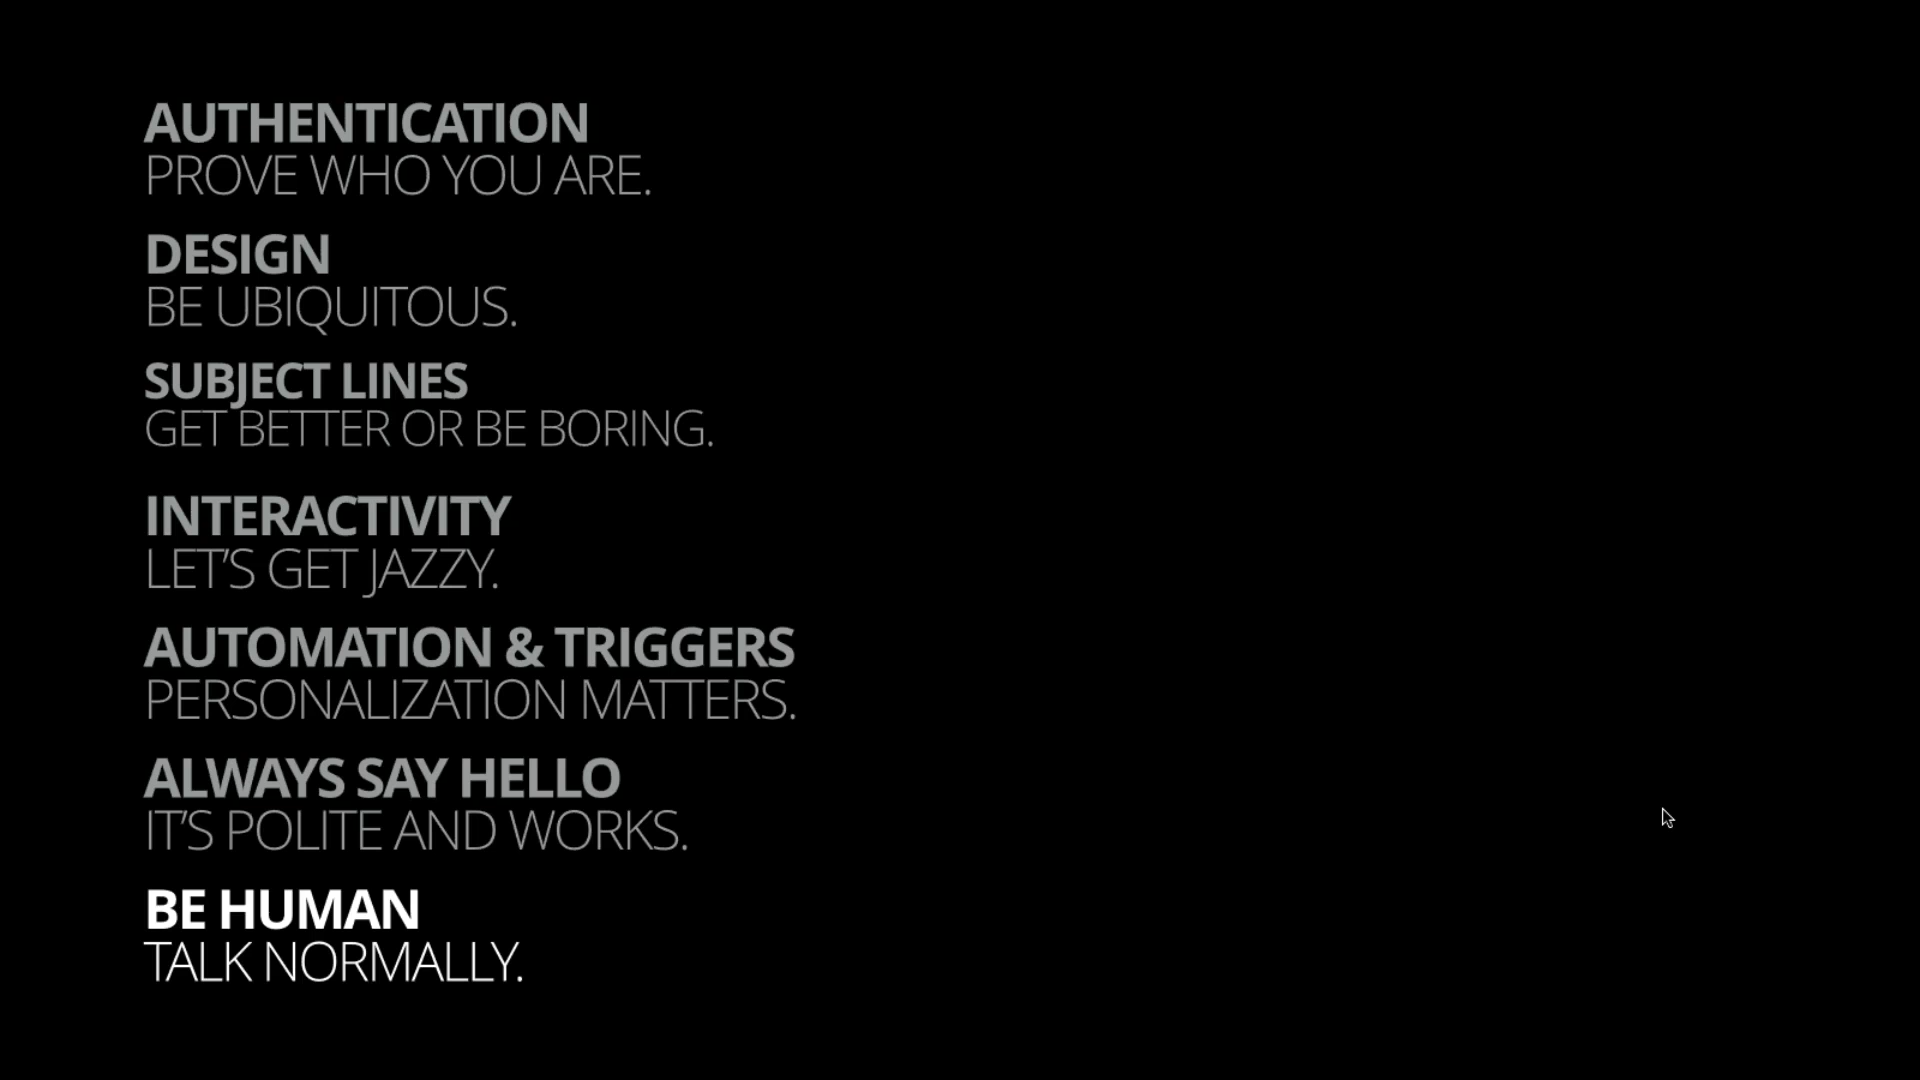 AUTHENTICATION
PROVE WHO YOU ARE.
DESIGN
BE UBIQUITOUS.
SUBJECT LINES
GET BETTER OR BE BORING.
INTERACTIVITY
LET’S GET JAZZY.
AUTOMATION & TRIGGERS
PERSONALIZATION MATTERS.
ALWAYS SAY HELLO
IT’S POLITE AND WORKS.
BE HUMAN
TALK NORMALLY.